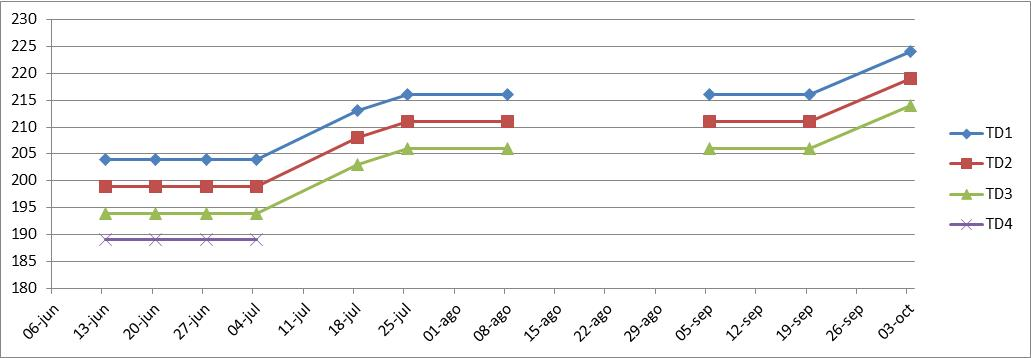 230
225
220
215
210
205
200
195
190
185
180
06-jun
13-jun
20-jun
27-jun
04-jul
11-jul
18-jul
25-jul
01-ago
08-ago
15-ago
22-ago
29-ago
05-sep
12-sep
19-sep
26-sep
03-oct
TD1
TD2
TD3
TD4